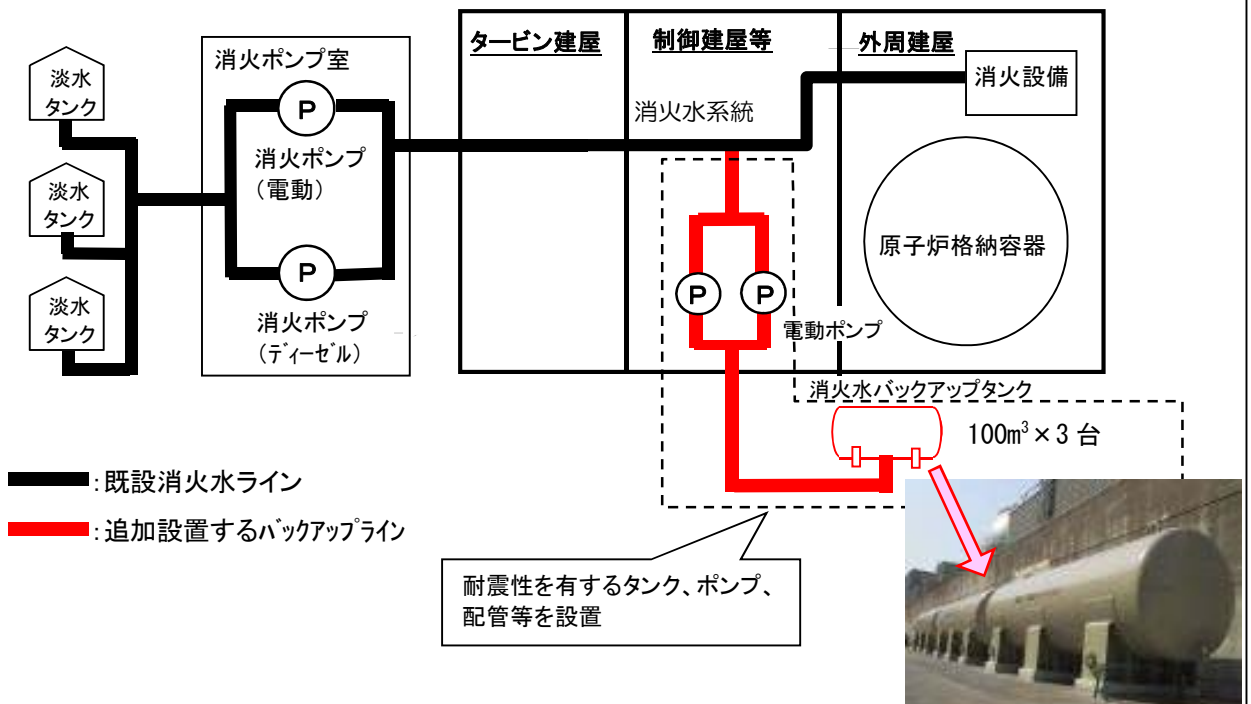 淡水
タンク
淡水
タンク
淡水
タンク
消火ポンプ室
P
消火ポンプ
(電動)
P
消火ポンプ
(ディーゼル)
タービン建屋
制御建屋等
外周建屋
消火水系統
消火設備
原子炉格納容器
P
P
電動ポンプ
消火水バックアップタンク
100m³×3台
:既設消火水ライン
:追加設置するバックアップライン
耐震性を有するタンク、ポンプ、
配管等を設置